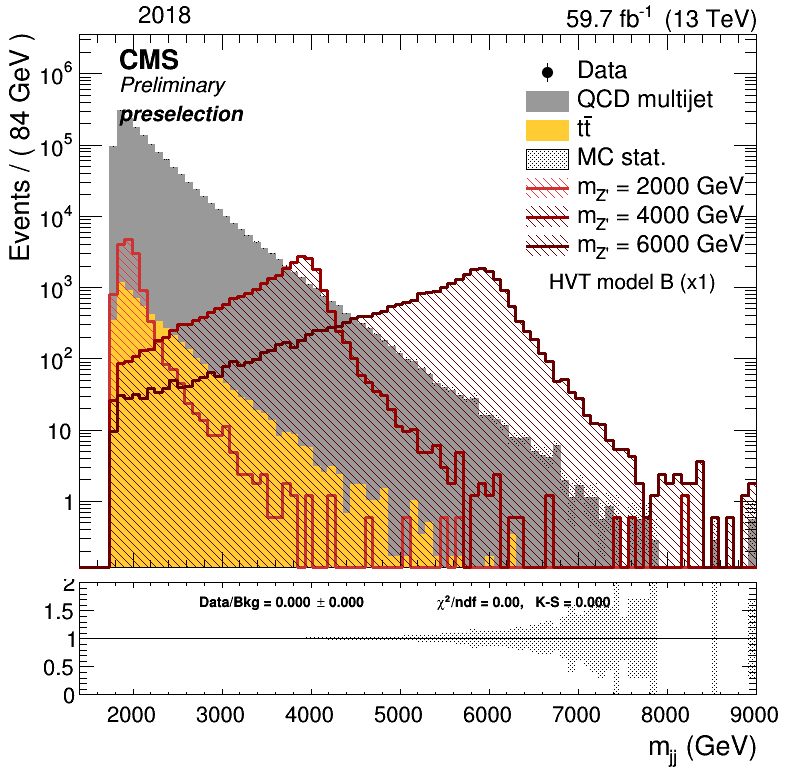 2018
59.7 fb⁻¹ (13 TeV)
CMS
Preliminary
preselection
Events / ( 84 GeV )
10⁶
10⁵
10⁴
10³
10²
10
1
Data
QCD multijet
tt̄
MC stat.
m_Z' = 2000 GeV
m_Z' = 4000 GeV
m_Z' = 6000 GeV
HVT model B (x1)
Data/Bkg = 0.000 ± 0.000
χ²/ndf = 0.00, K-S = 0.000
2
1.5
1
0.5
0
2000 3000 4000 5000 6000 7000 8000 9000
m_jj (GeV)